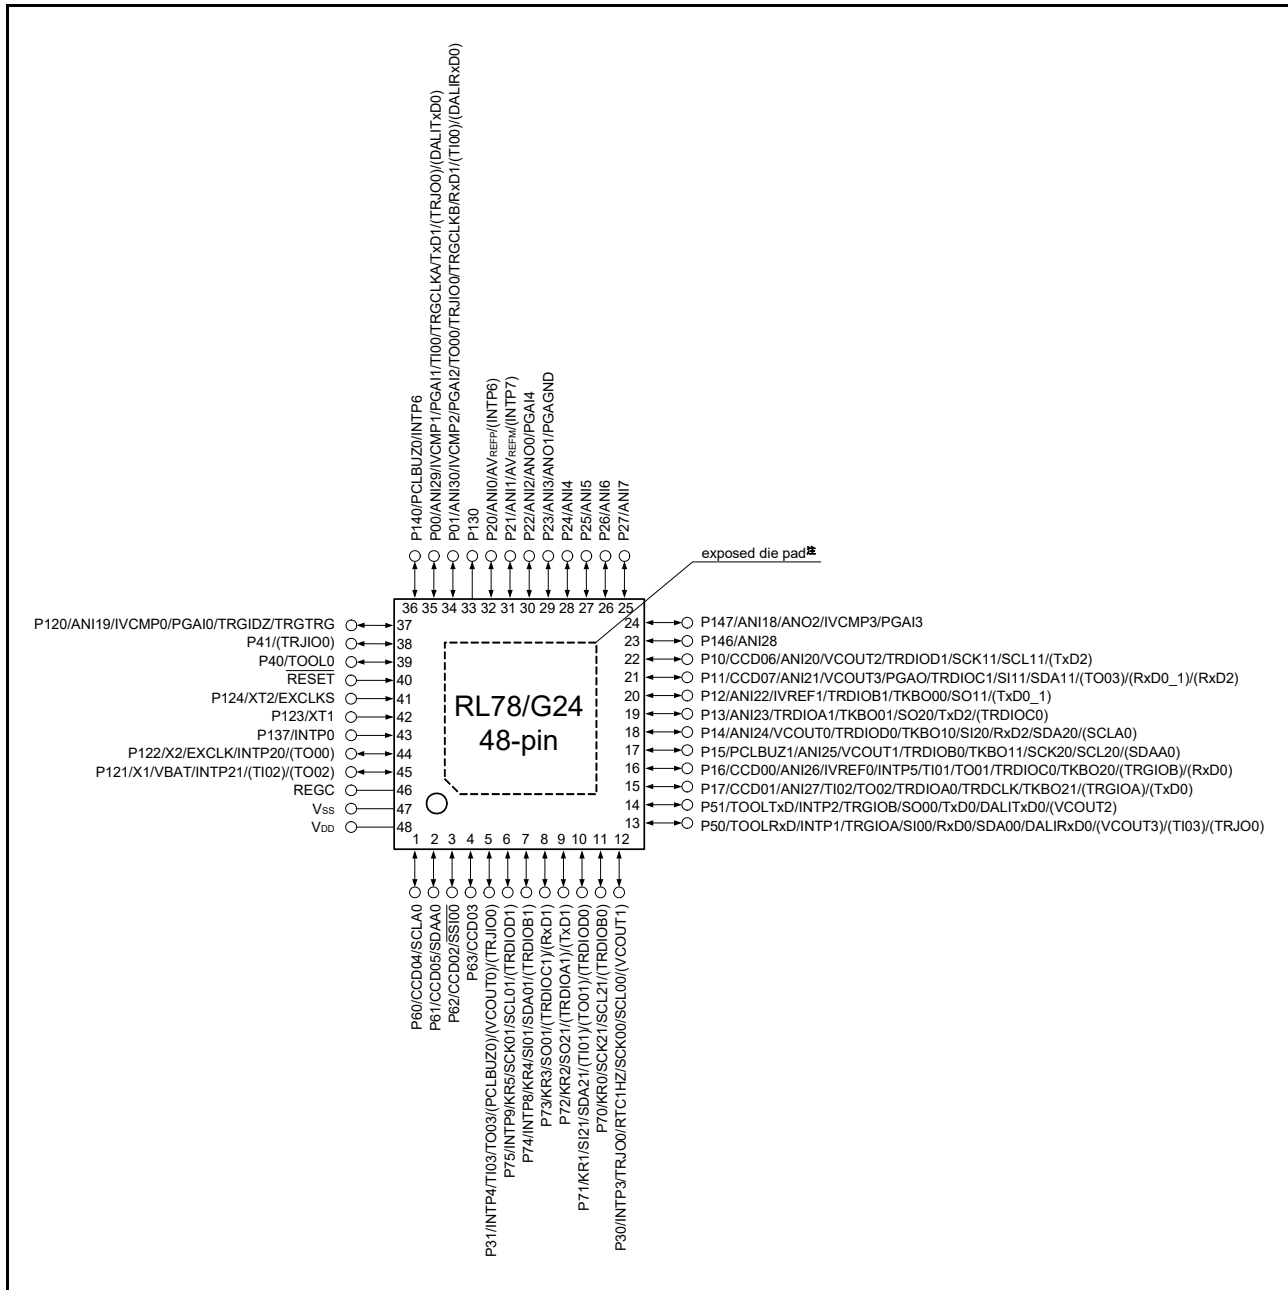 P140/PCLBUZ0/INTP6
P00/ANI29/IVCMP1/PGAI1/TI00/TRGCLKA/TxD1/(TRJO0)/(DALITxD0)
P01/ANI30/IVCMP2/PGAI2/TO00/TRJIO0/TRGCLKB/RxD1/(TI00)/(DALIRxD0)
P130
P20/ANI0/AVREFP/(INTP6)
P21/ANI1/AVREFM/(INTP7)
P22/ANI2/ANO0/PGAI4
P23/ANI3/ANO1/PGAGND
P24/ANI4
P25/ANI5
P26/ANI6
P27/ANI7
exposed die pad注
36 35 34 33 32 31 30 29 28 27 26 25
P120/ANI19/IVCMP0/PGAI0/TRGIDZ/TRGTRG 37
P41/(TRJIO0) 38
P40/TOOL0 39
RESET 40
P124/XT2/EXCLKS 41
P123/XT1 42
P137/INTP0 43
P122/X2/EXCLK/INTP20/(TO00) 44
P121/X1/VBAT/INTP21/(TI02)/(TO02) 45
REGC 46
VSS 47
VDD 48
RL78/G24
48-pin
24 P147/ANI18/ANO2/IVCMP3/PGAI3
23 P146/ANI28
22 P10/CCD06/ANI20/VCOUT2/TRDIOD1/SCK11/SCL11/(TxD2)
21 P11/CCD07/ANI21/VCOUT3/PGAO/TRDIOC1/SI11/SDA11/(TO03)/(RxD0_1)/(RxD2)
20 P12/ANI22/IVREF1/TRDIOB1/TKBO00/SO11/(TxD0_1)
19 P13/ANI23/TRDIOA1/TKBO01/SO20/TxD2/(TRDIOC0)
18 P14/ANI24/VCOUT0/TRDIOD0/TKBO10/SI20/RxD2/SDA20/(SCLA0)
17 P15/PCLBUZ1/ANI25/VCOUT1/TRDIOB0/TKBO11/SCK20/SCL20/(SDAA0)
16 P16/CCD00/ANI26/IVREF0/INTP5/TI01/TO01/TRDIOC0/TKBO20/(TRGIOB)/(RxD0)
15 P17/CCD01/ANI27/TI02/TO02/TRDIOA0/TRDCLK/TKBO21/(TRGIOA)/(TxD0)
14 P51/TOOLTxD/INTP2/TRGIOB/SO00/TxD0/DALITxD0/(VCOUT2)
13 P50/TOOLRxD/INTP1/TRGIOA/SI00/RxD0/SDA00/DALIRxD0/(VCOUT3)/(TI03)/(TRJO0)
1 2 3 4 5 6 7 8 9 10 11 12
P60/CCD04/SCLA0
P61/CCD05/SDAA0
P62/CCD02/SSI00
P63/CCD03
P31/INTP4/TI03/TO03/(PCLBUZ0)/(VCOUT0)/(TRJIO0)
P75/INTP9/KR5/SCK01/SCL01/(TRDIOD1)
P74/INTP8/KR4/SI01/SDA01/(TRDIOB1)
P73/KR3/SO01/(TRDIOC1)/(RxD1)
P72/KR2/SO21/(TRDIOA1)/(TxD1)
P71/KR1/SI21/SDA21/(TI01)/(TO01)/(TRDIOD0)
P70/KR0/SCK21/SCL21/(TRDIOB0)
P30/INTP3/TRJO0/RTC1HZ/SCK00/SCL00/(VCOUT1)